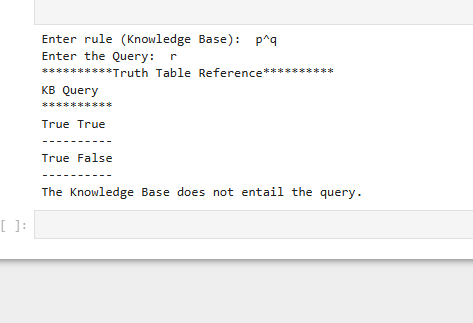 Enter rule (Knowledge Base):  p^q
Enter the Query:  r
**********Truth Table Reference**********
KB Query
**********
True True
----------
True False
----------
The Knowledge Base does not entail the query.
[ ]: